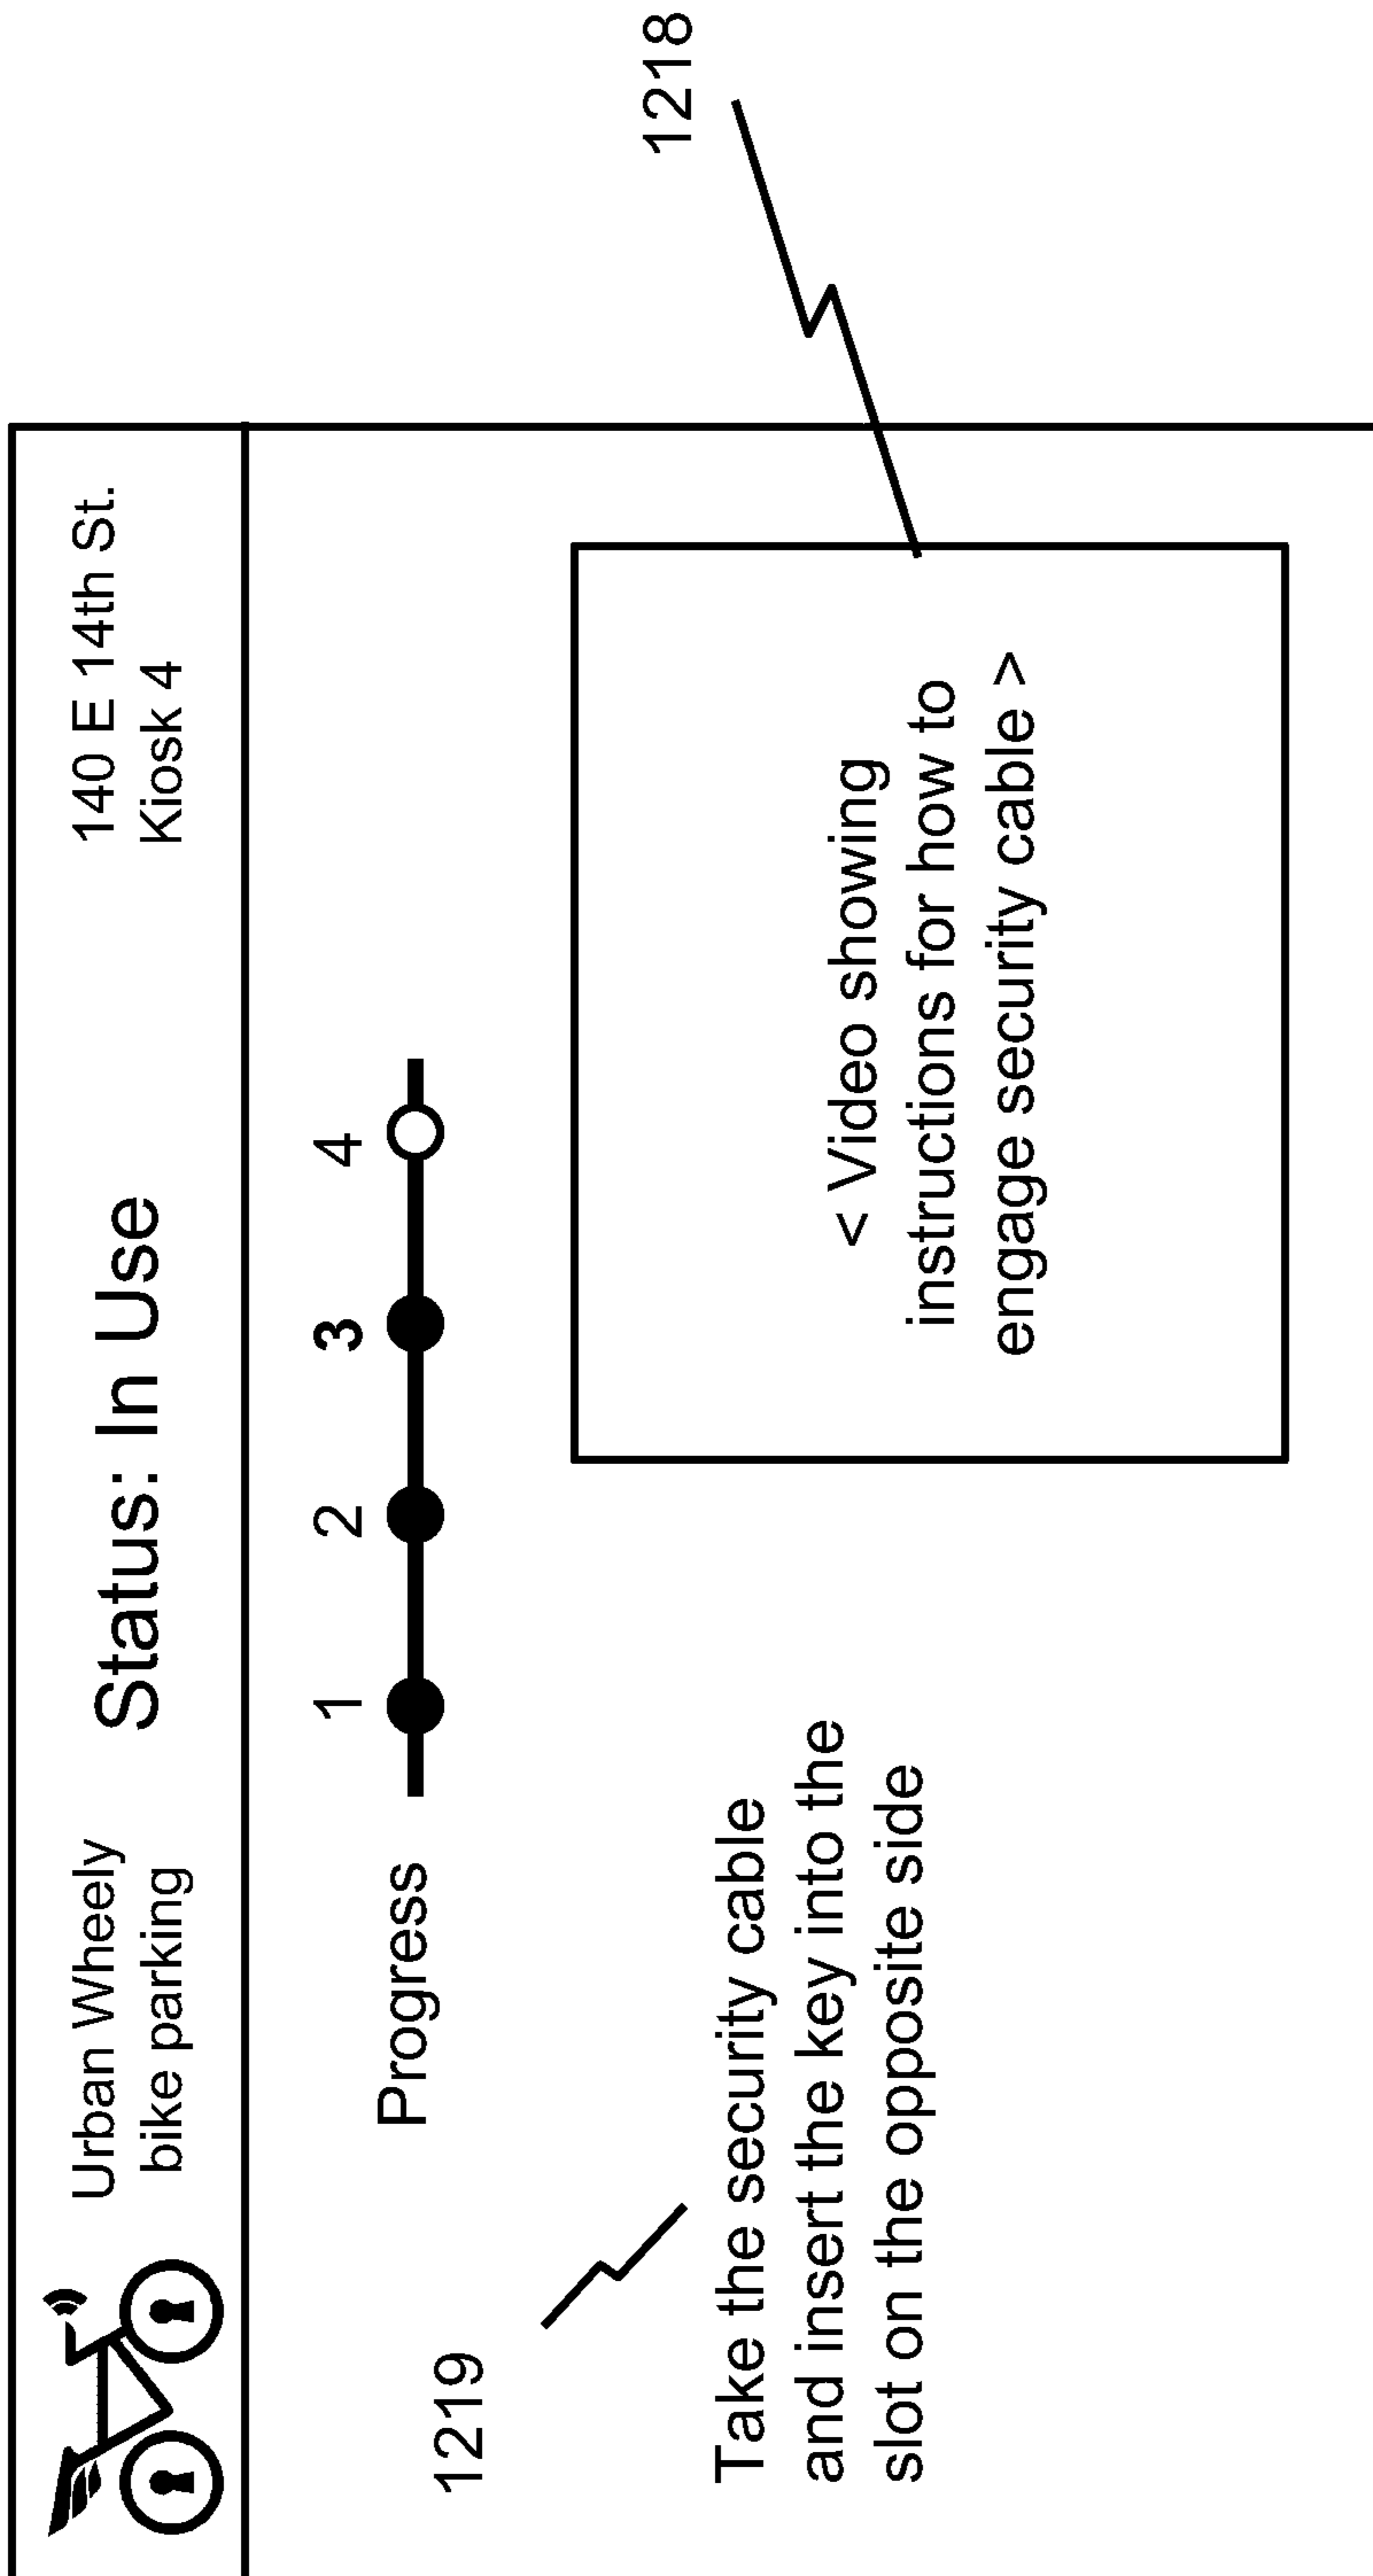 Urban Wheely
bike parking
Status: In Use
140 E 14th St.
Kiosk 4
Progress
1 2 3 4
1219
Take the security cable
and insert the key into the
slot on the opposite side
< Video showing
instructions for how to
engage security cable >
1218